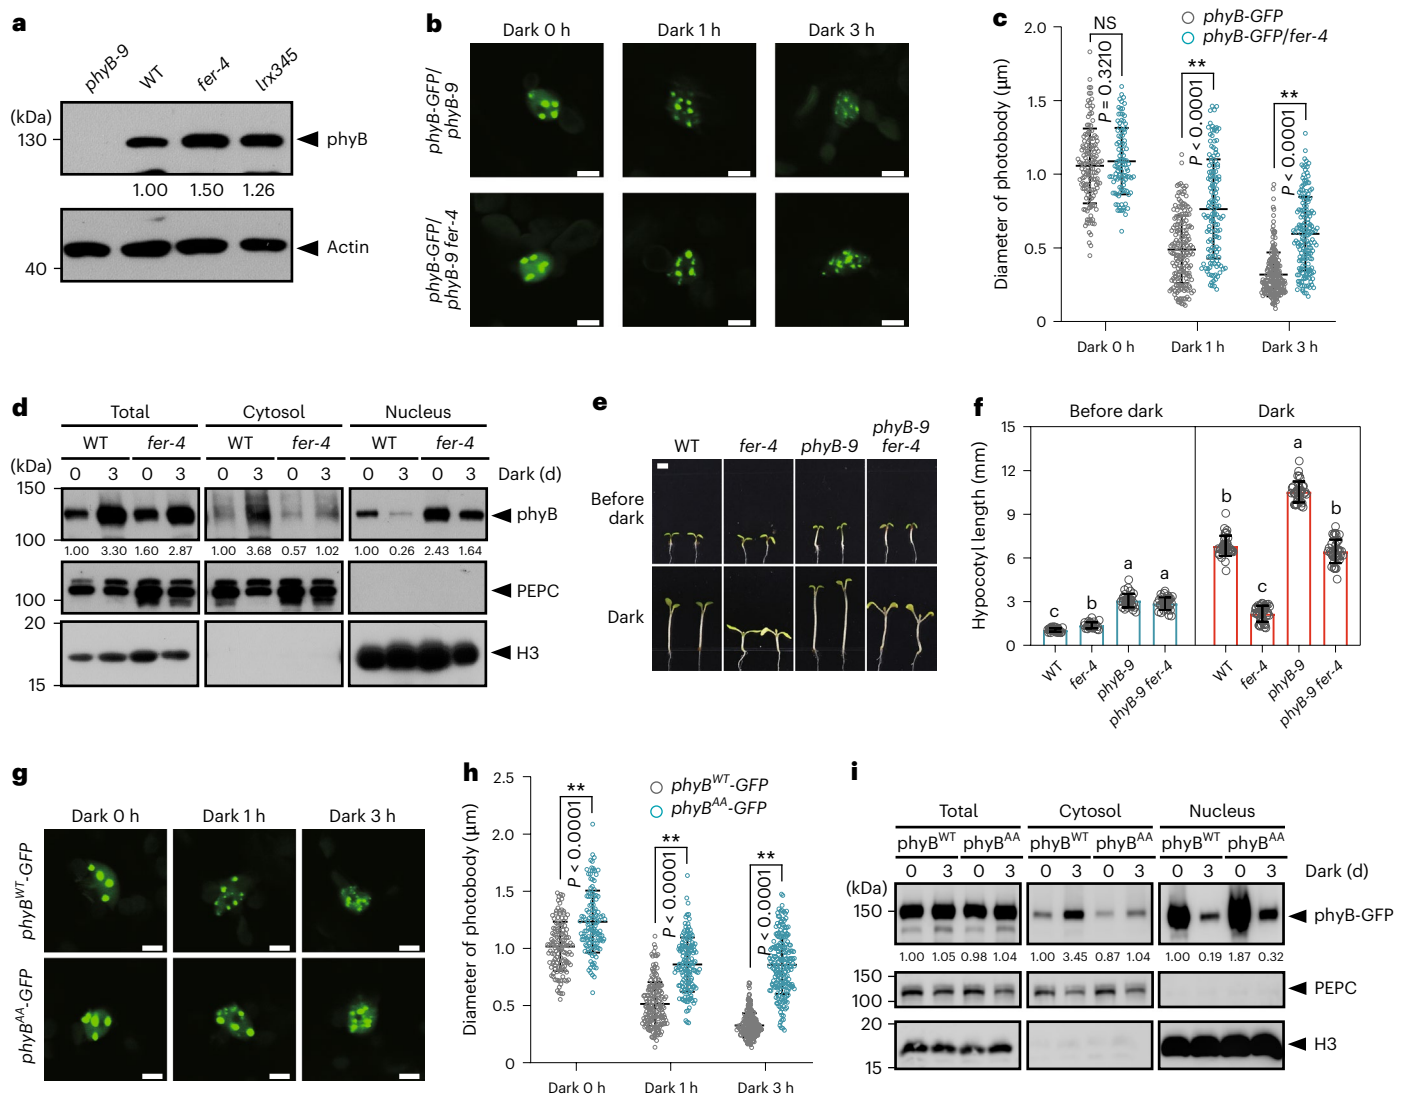 a
phyB-9
WT
fer-4
lrx345
(kDa)
130
phyB
1.00 1.50 1.26
Actin
40
b
Dark 0 h Dark 1 h Dark 3 h
phyB-GFP/
phyB-9
phyB-GFP/
phyB-9 fer-4
c
phyB-GFP
phyB-GFP/fer-4
Diameter of photobody (μm)
2.0
1.5
1.0
0.5
0
NS
P = 0.3210
**
P < 0.0001
**
P < 0.0001
Dark 0 h Dark 1 h Dark 3 h
d
Total Cytosol Nucleus
WT fer-4 WT fer-4 WT fer-4
(kDa)
0 3 0 3 0 3 0 3 0 3 0 3 Dark (d)
150
phyB
100
1.00 3.30 1.60 2.87 1.00 3.68 0.57 1.02 1.00 0.26 2.43 1.64
PEPC
100
20
H3
15
e
WT fer-4 phyB-9 phyB-9
fer-4
Before
dark
Dark
f
Before dark Dark
Hypocotyl length (mm)
15
12
9
6
3
0
c b a a b c a b
WT fer-4 phyB-9 phyB-9 fer-4 WT fer-4 phyB-9 phyB-9 fer-4
g
Dark 0 h Dark 1 h Dark 3 h
phyBWT-GFP
phyBAA-GFP
h
phyBWT-GFP
phyBAA-GFP
Diameter of photobody (μm)
2.5
2.0
1.5
1.0
0.5
0
**
P < 0.0001
**
P < 0.0001
**
P < 0.0001
Dark 0 h Dark 1 h Dark 3 h
i
Total Cytosol Nucleus
phyBWT phyBAA phyBWT phyBAA phyBWT phyBAA
0 3 0 3 0 3 0 3 0 3 0 3 Dark (d)
(kDa)
150
phyB-GFP
1.00 1.05 0.98 1.04 1.00 3.45 0.87 1.04 1.00 0.19 1.87 0.32
150
PEPC
100
20
H3
15